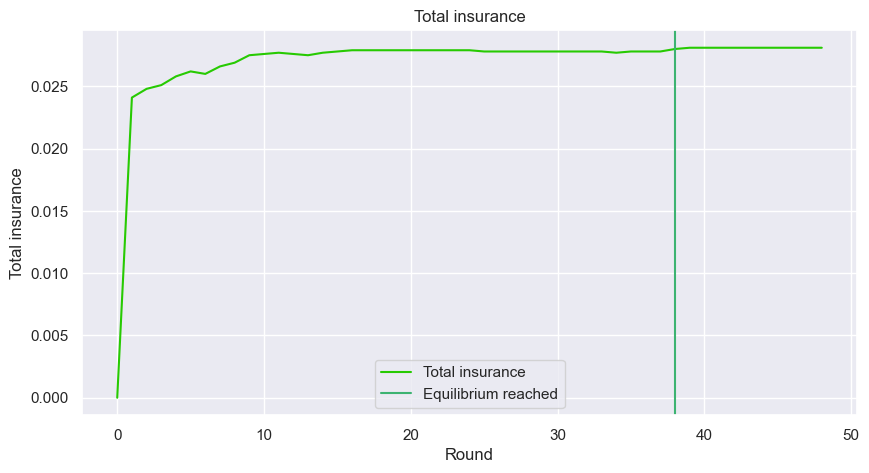 Total insurance
Total insurance
0.025
0.020
0.015
0.010
0.005
0.000
Total insurance
Equilibrium reached
0 10 20 30 40 50
Round